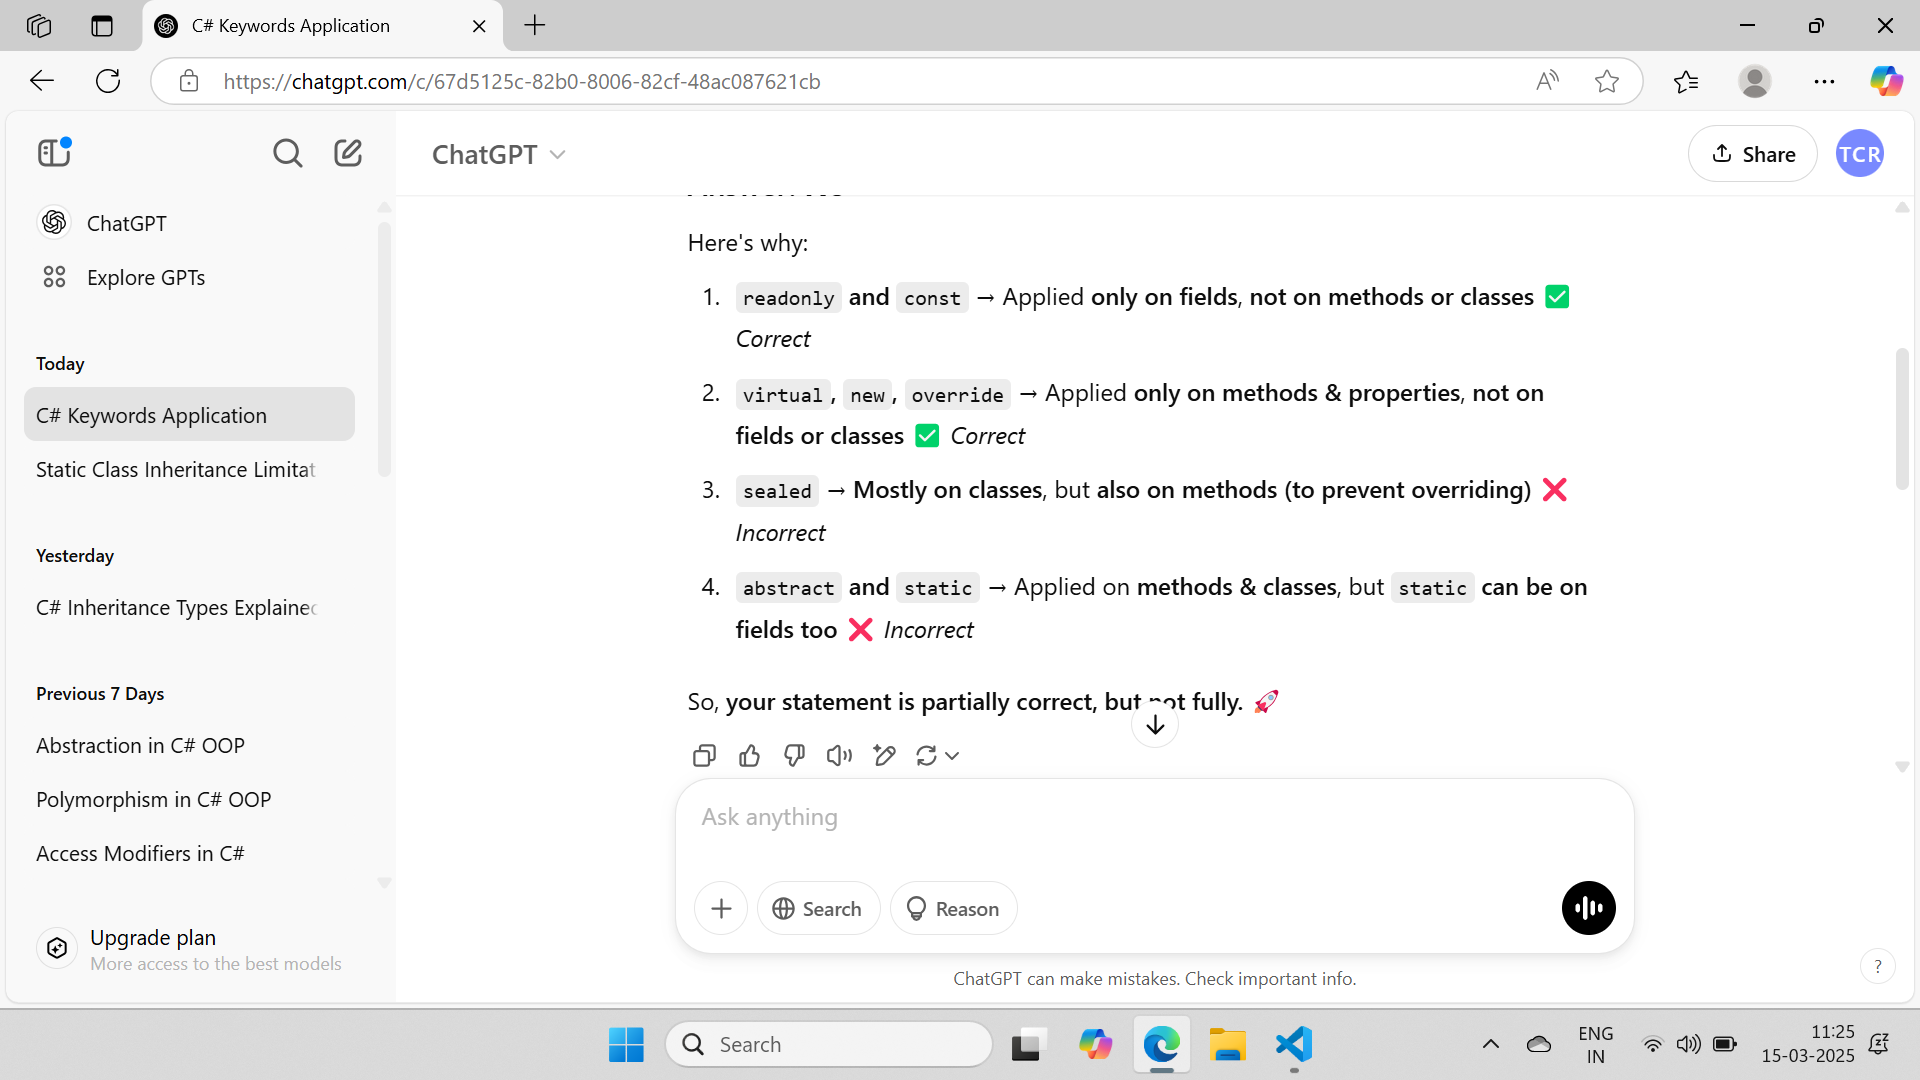 C# Keywords Application
https://chatgpt.com/c/67d5125c-82b0-8006-82cf-48ac087621cb
ChatGPT
Share
TCR
ChatGPT
Explore GPTs
Today
C# Keywords Application
Static Class Inheritance Limitat
Yesterday
C# Inheritance Types Explained
Previous 7 Days
Abstraction in C# OOP
Polymorphism in C# OOP
Access Modifiers in C#
Upgrade plan
More access to the best models
Here's why:
1. readonly and const → Applied only on fields, not on methods or classes ✅
Correct
2. virtual, new, override → Applied only on methods & properties, not on
fields or classes ✅ Correct
3. sealed → Mostly on classes, but also on methods (to prevent overriding) ❌
Incorrect
4. abstract and static → Applied on methods & classes, but static can be on
fields too ❌ Incorrect
So, your statement is partially correct, but not fully. 🚀
Ask anything
Search
Reason
ChatGPT can make mistakes. Check important info.
?
Search
ENG
IN
11:25
15-03-2025